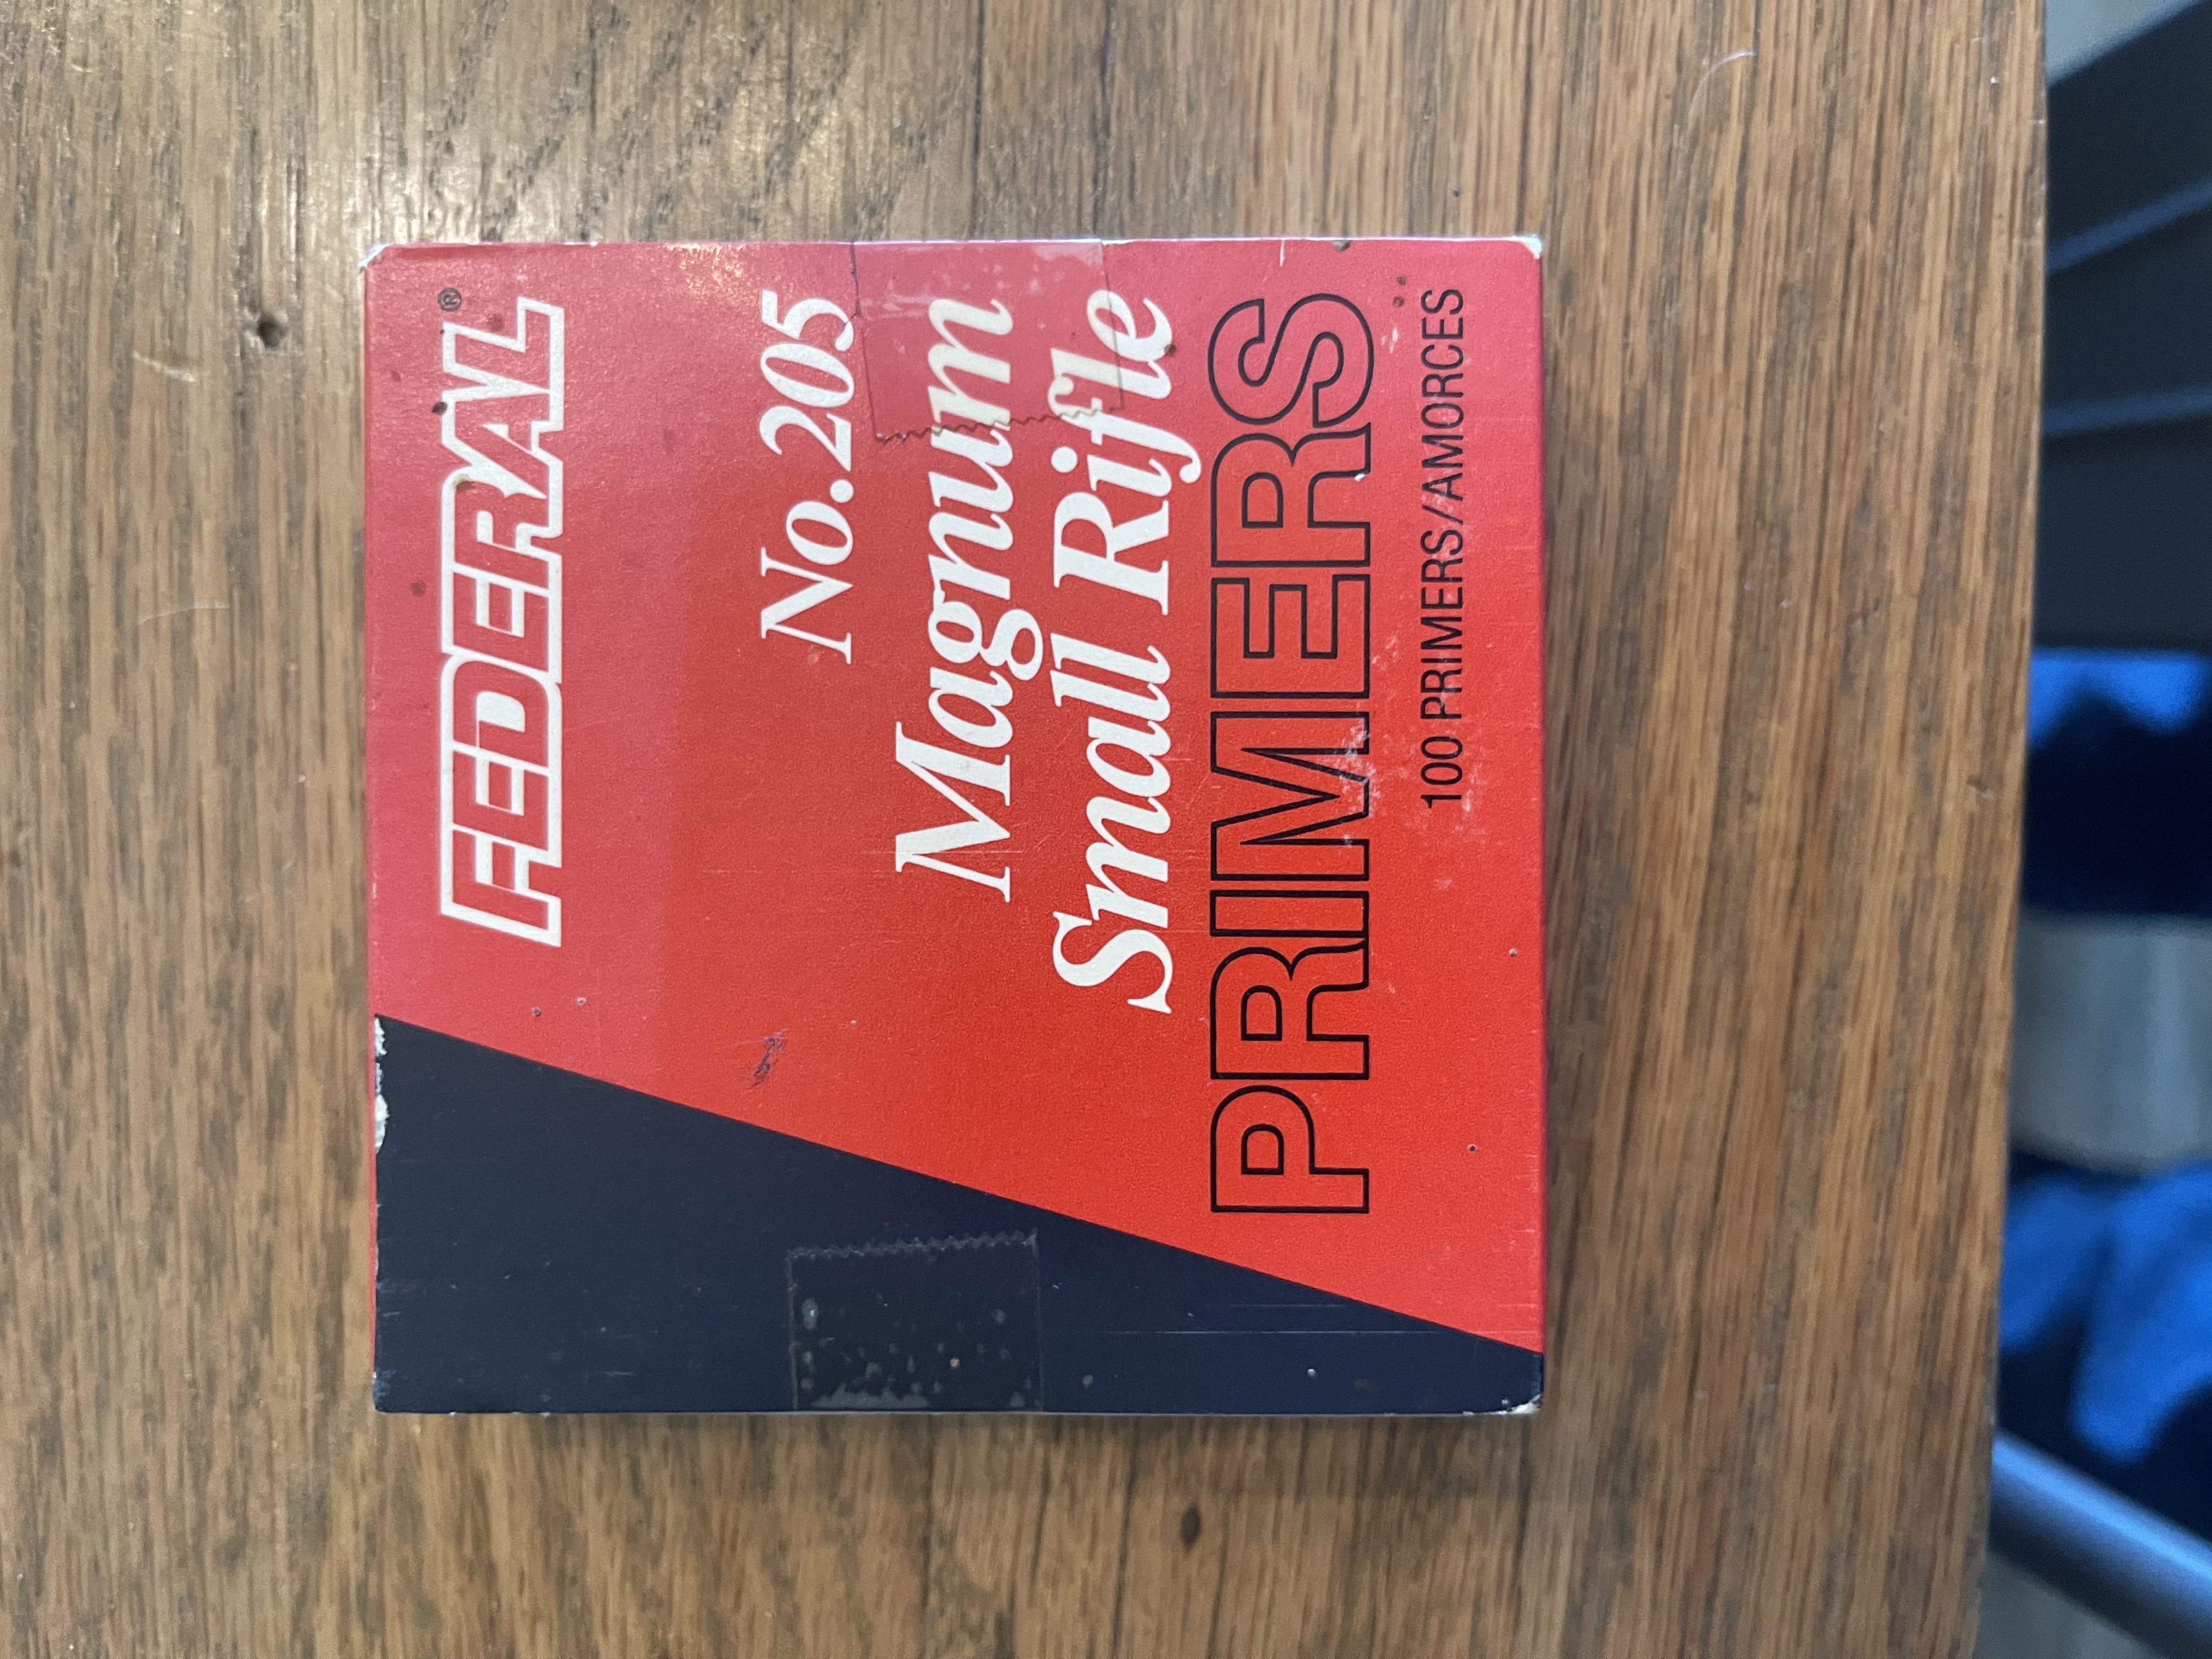 FEDERAL®
No. 205
Magnum
Small Rifle
PRIMERS
100 PRIMERS/AMORCES